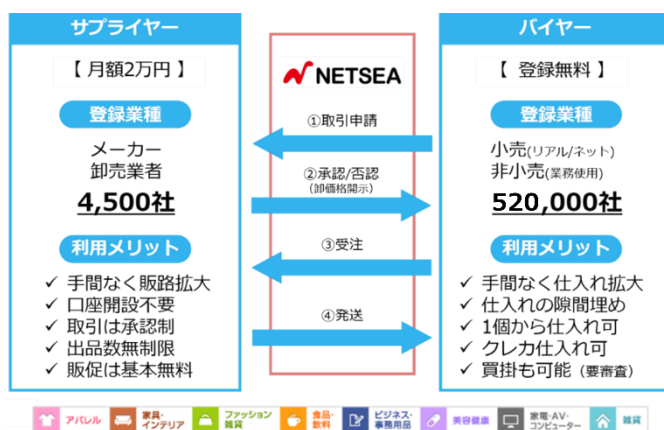 サプライヤー
【 月額2万円 】
登録業種
メーカー
卸売業者
4,500社
利用メリット
✓ 手間なく販路拡大
✓ 口座開設不要
✓ 取引は承認制
✓ 出品数無制限
✓ 販促は基本無料
NETSEA
①取引申請
②承認/否認
(卸価格開示)
③受注
④発送
バイヤー
【 登録無料 】
登録業種
小売(リアル/ネット)
非小売(業務使用)
520,000社
利用メリット
✓ 手間なく仕入れ拡大
✓ 仕入れの隙間埋め
✓ 1個から仕入れ可
✓ クレカ仕入れ可
✓ 買掛も可能（要審査）
アパレル
家具・
インテリア
ファッション
雑貨
食品・
飲料
ビジネス・
事務用品
美容健康
家電・AV・
コンピューター
雑貨